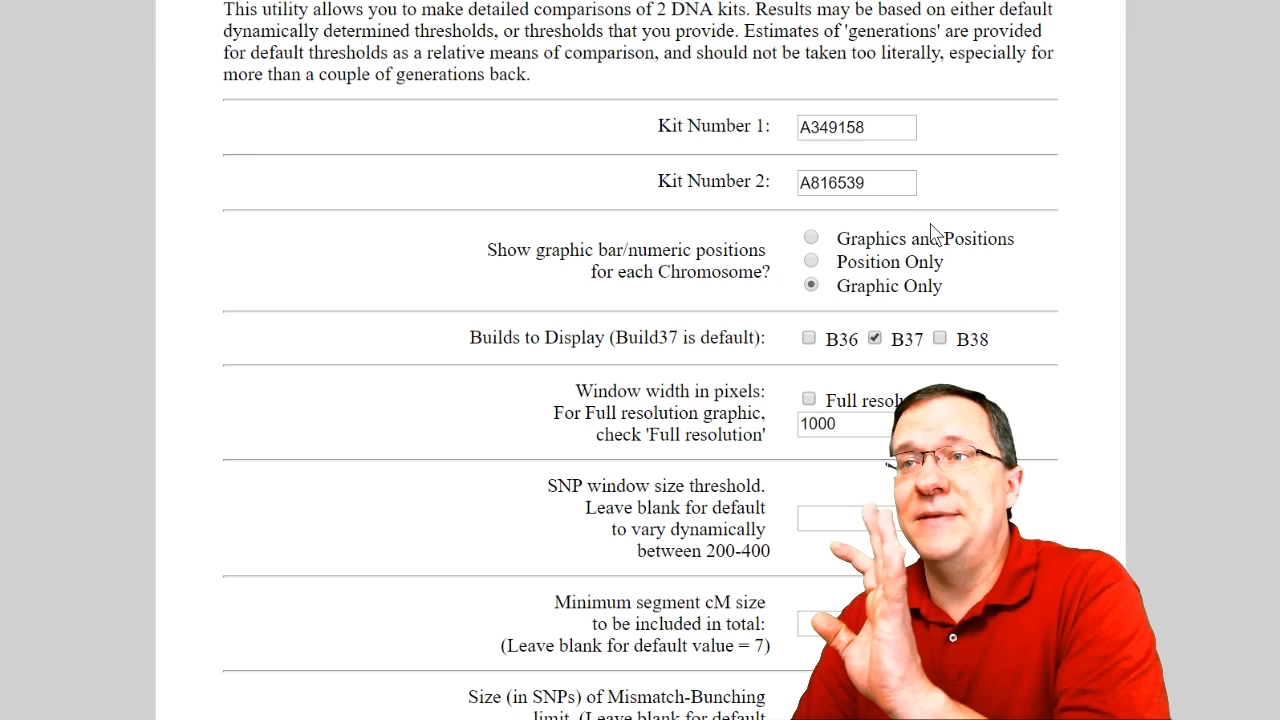 This utility allows you to make detailed comparisons of 2 DNA kits. Results may be based on either default
dynamically determined thresholds, or thresholds that you provide. Estimates of 'generations' are provided
for default thresholds as a relative means of comparison, and should not be taken too literally, especially for
more than a couple of generations back.
Kit Number 1: A349158
Kit Number 2: A816539
Show graphic bar/numeric positions
for each Chromosome?
Graphics and Positions
Position Only
Graphic Only
Builds to Display (Build37 is default): B36 B37 B38
Window width in pixels:
For Full resolution graphic,
check 'Full resolution'
Full
1000
SNP window size threshold.
Leave blank for default
to vary dynamically
between 200-400
Minimum segment cM size
to be included in total:
(Leave blank for default value = 7)
Size (in SNPs) of Mismatch-Bunching
limit. (Leave blank for default